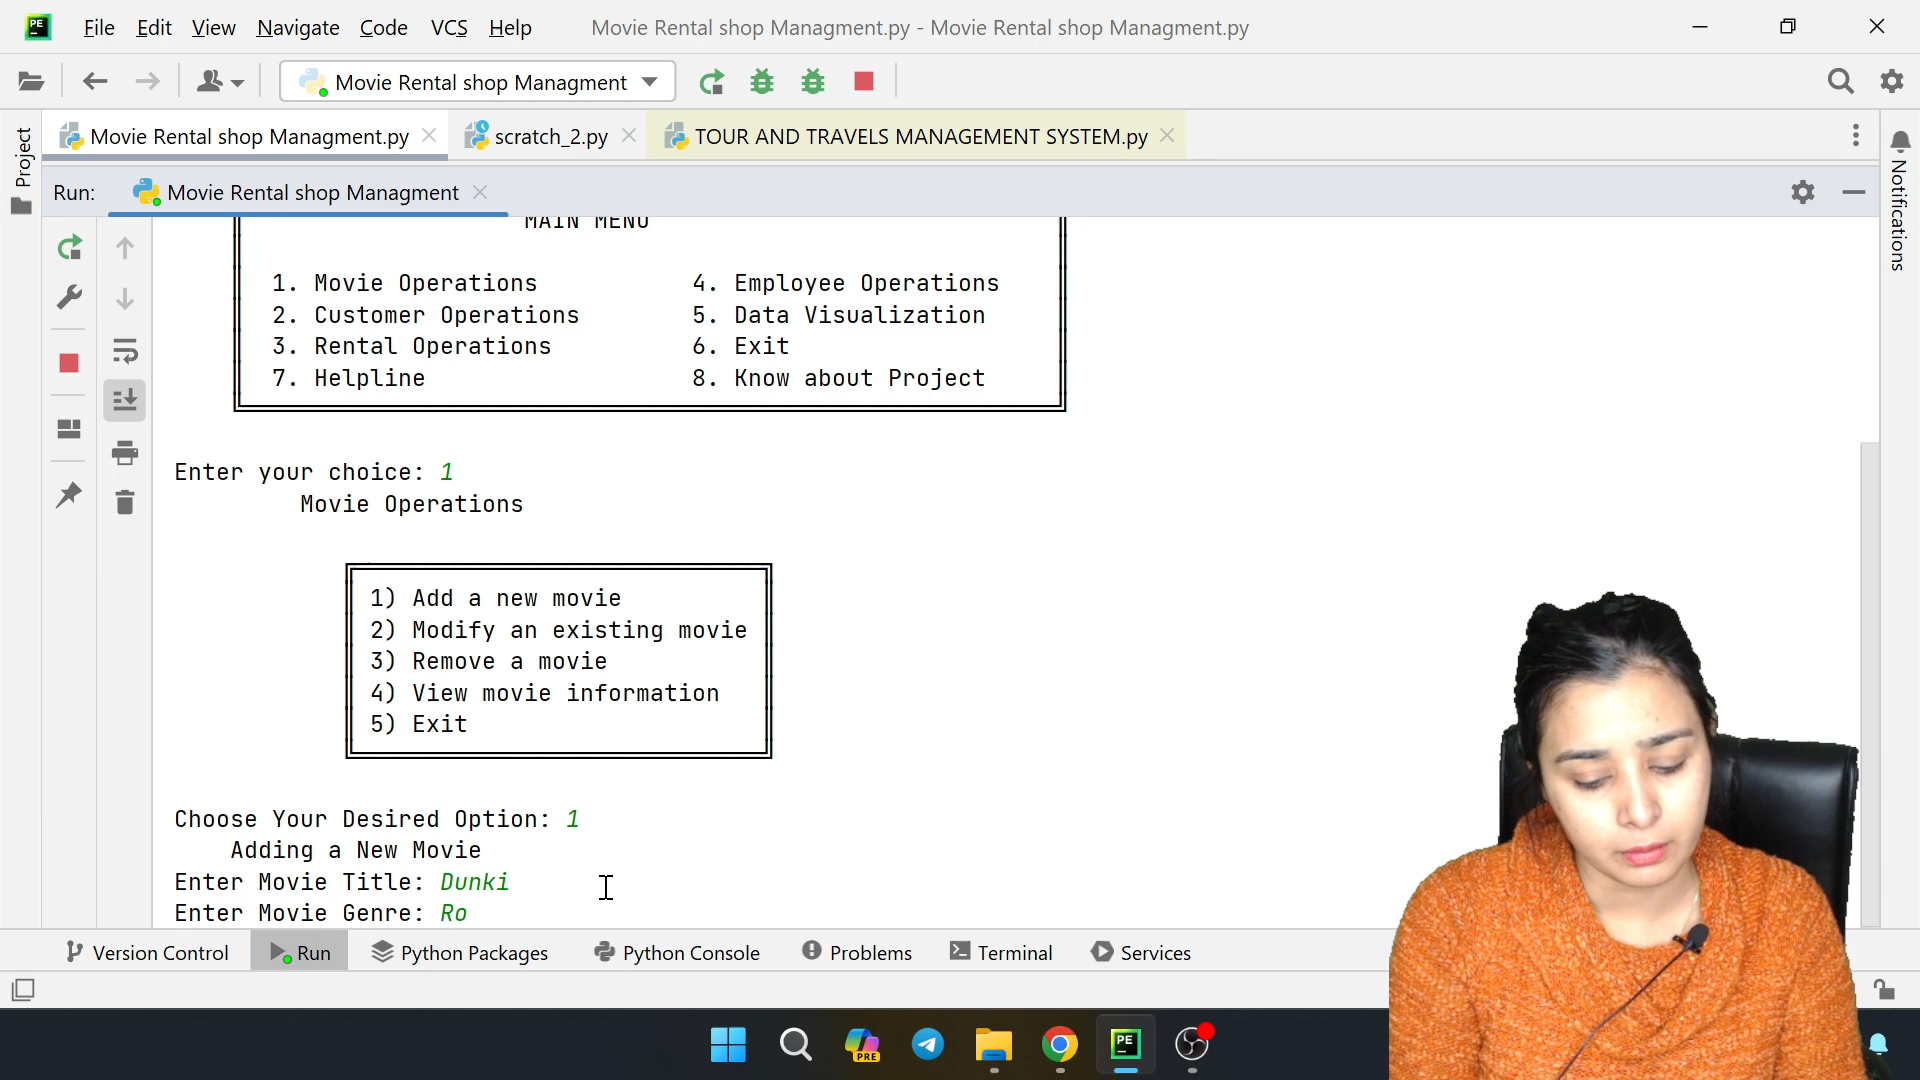 PE File Edit View Navigate Code VCS Help Movie Rental shop Managment.py - Movie Rental shop Managment.py
Movie Rental shop Managment
Movie Rental shop Managment.py scratch_2.py TOUR AND TRAVELS MANAGEMENT SYSTEM.py
Project
Notifications
Run: Movie Rental shop Managment
MAIN MENU
1. Movie Operations 4. Employee Operations
2. Customer Operations 5. Data Visualization
3. Rental Operations 6. Exit
7. Helpline 8. Know about Project
Enter your choice: 1
Movie Operations
1) Add a new movie
2) Modify an existing movie
3) Remove a movie
4) View movie information
5) Exit
Choose Your Desired Option: 1
Adding a New Movie
Enter Movie Title: Dunki
Enter Movie Genre: Ro
Version Control Run Python Packages Python Console Problems Terminal Services
PRE PE